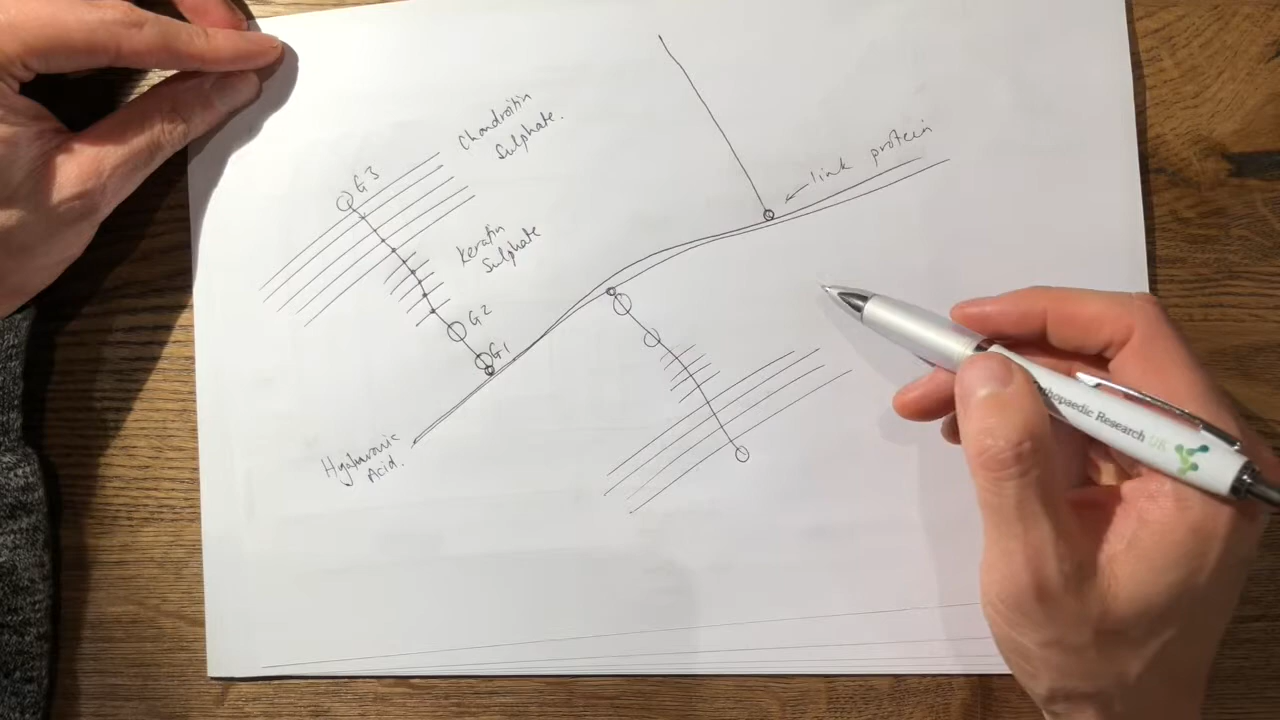 Chondroitin
Sulphate.
G3
link protein
Keratin
Sulphate
G2
G1
Hyaluronic
Acid.
Orthopaedic Research UK